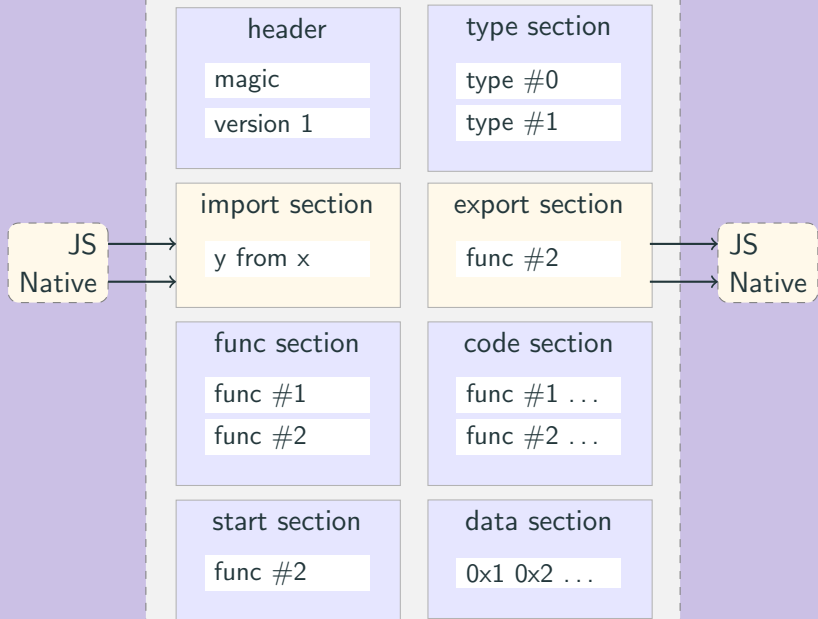 header
magic
version 1
type section
type #0
type #1
JS
Native
import section
y from x
export section
func #2
JS
Native
func section
func #1
func #2
code section
func #1 ...
func #2 ...
start section
func #2
data section
0x1 0x2 ...